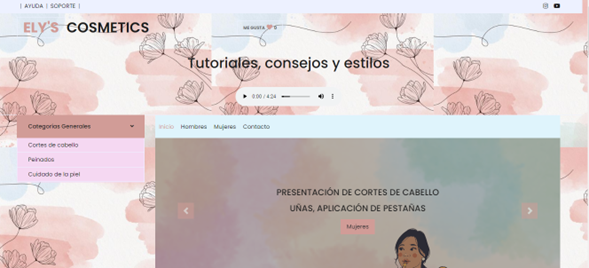 | AYUDA | SOPORTE |
ELY'S COSMETICS
ME GUSTA 0
Tutoriales, consejos y estilos
0:00 / 4:24
Categorías Generales
Inicio Hombres Mujeres Contacto
Cortes de cabello
Peinados
Cuidado de la piel
PRESENTACIÓN DE CORTES DE CABELLO
UÑAS, APLICACIÓN DE PESTAÑAS
Mujeres